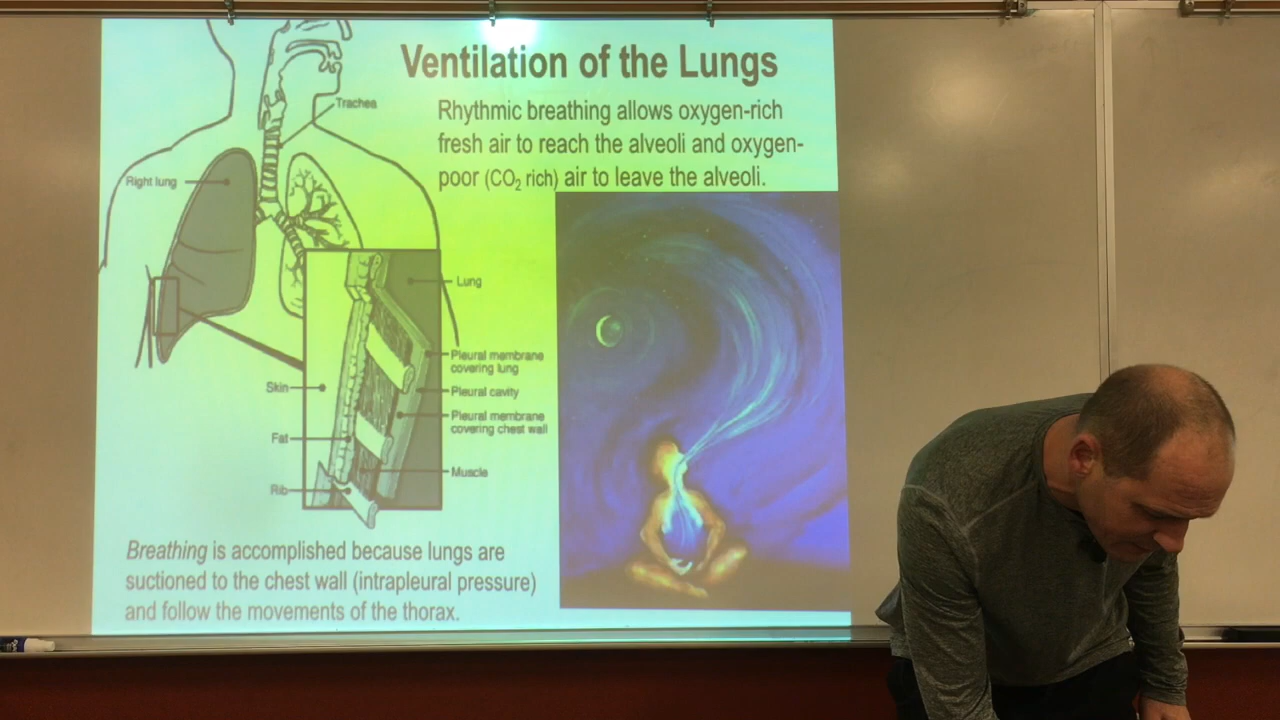 Ventilation of the Lungs
Rhythmic breathing allows oxygen-rich
fresh air to reach the alveoli and oxygen-
poor (CO₂ rich) air to leave the alveoli.
Trachea
Right lung
Lung
Pleural membrane
covering lung
Skin
Pleural cavity
Pleural membrane
covering chest wall
Fat
Muscle
Rib
Breathing is accomplished because lungs are
suctioned to the chest wall (intrapleural pressure)
and follow the movements of the thorax.